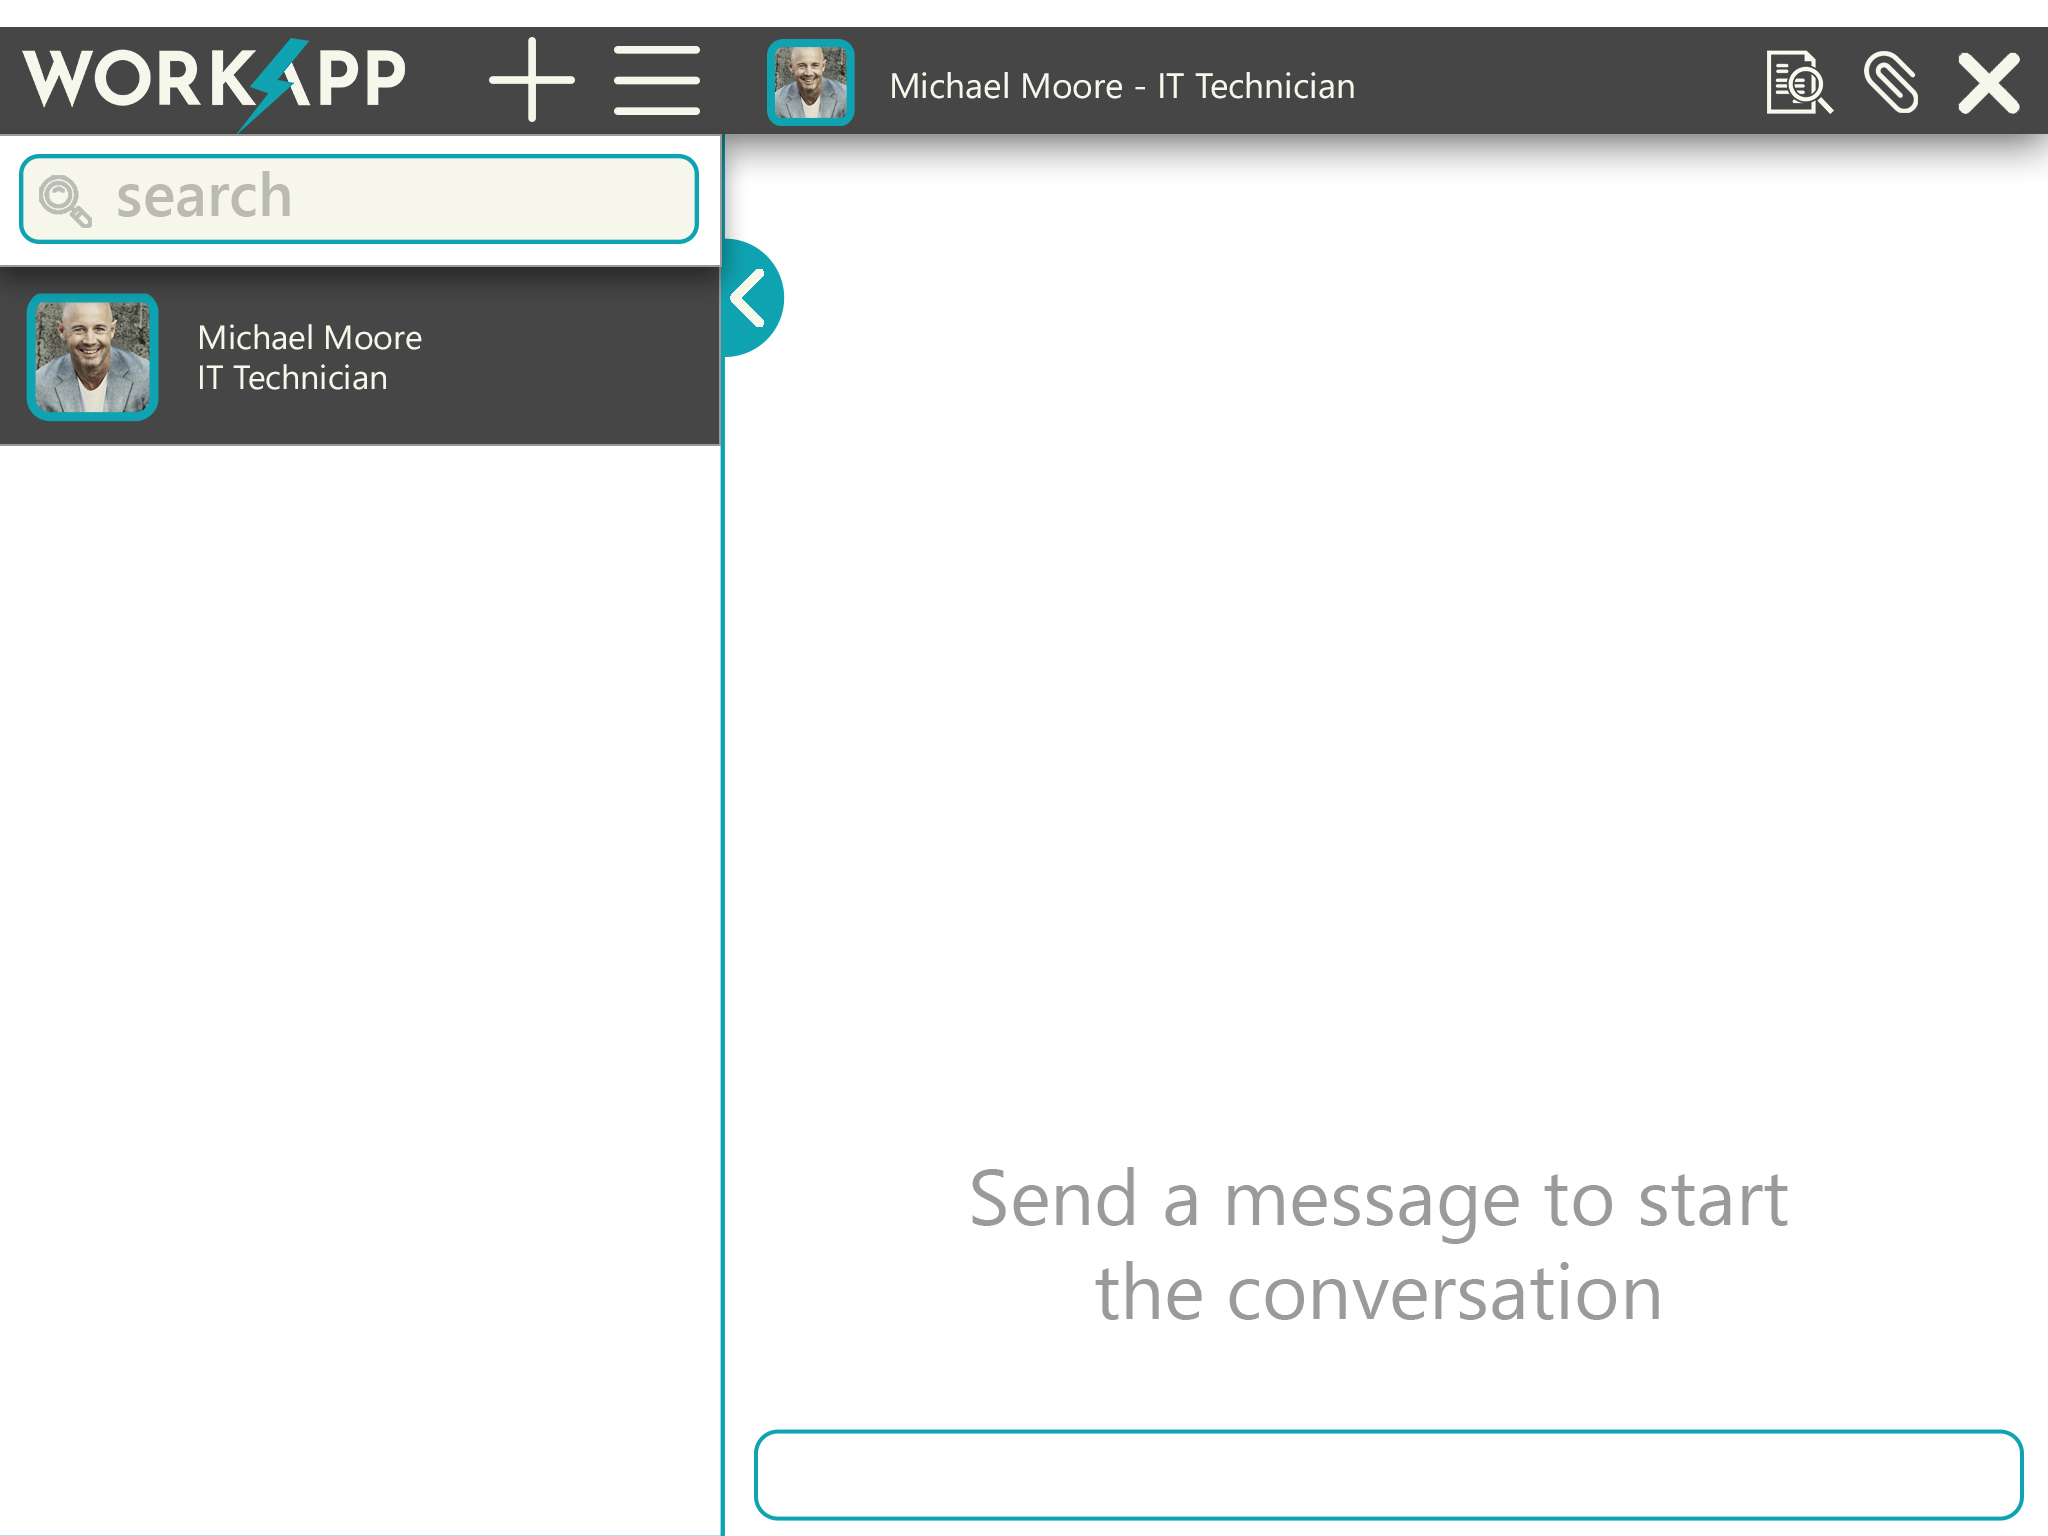 WORKAPP
Michael Moore - IT Technician
search
Michael Moore
IT Technician
Send a message to start
the conversation